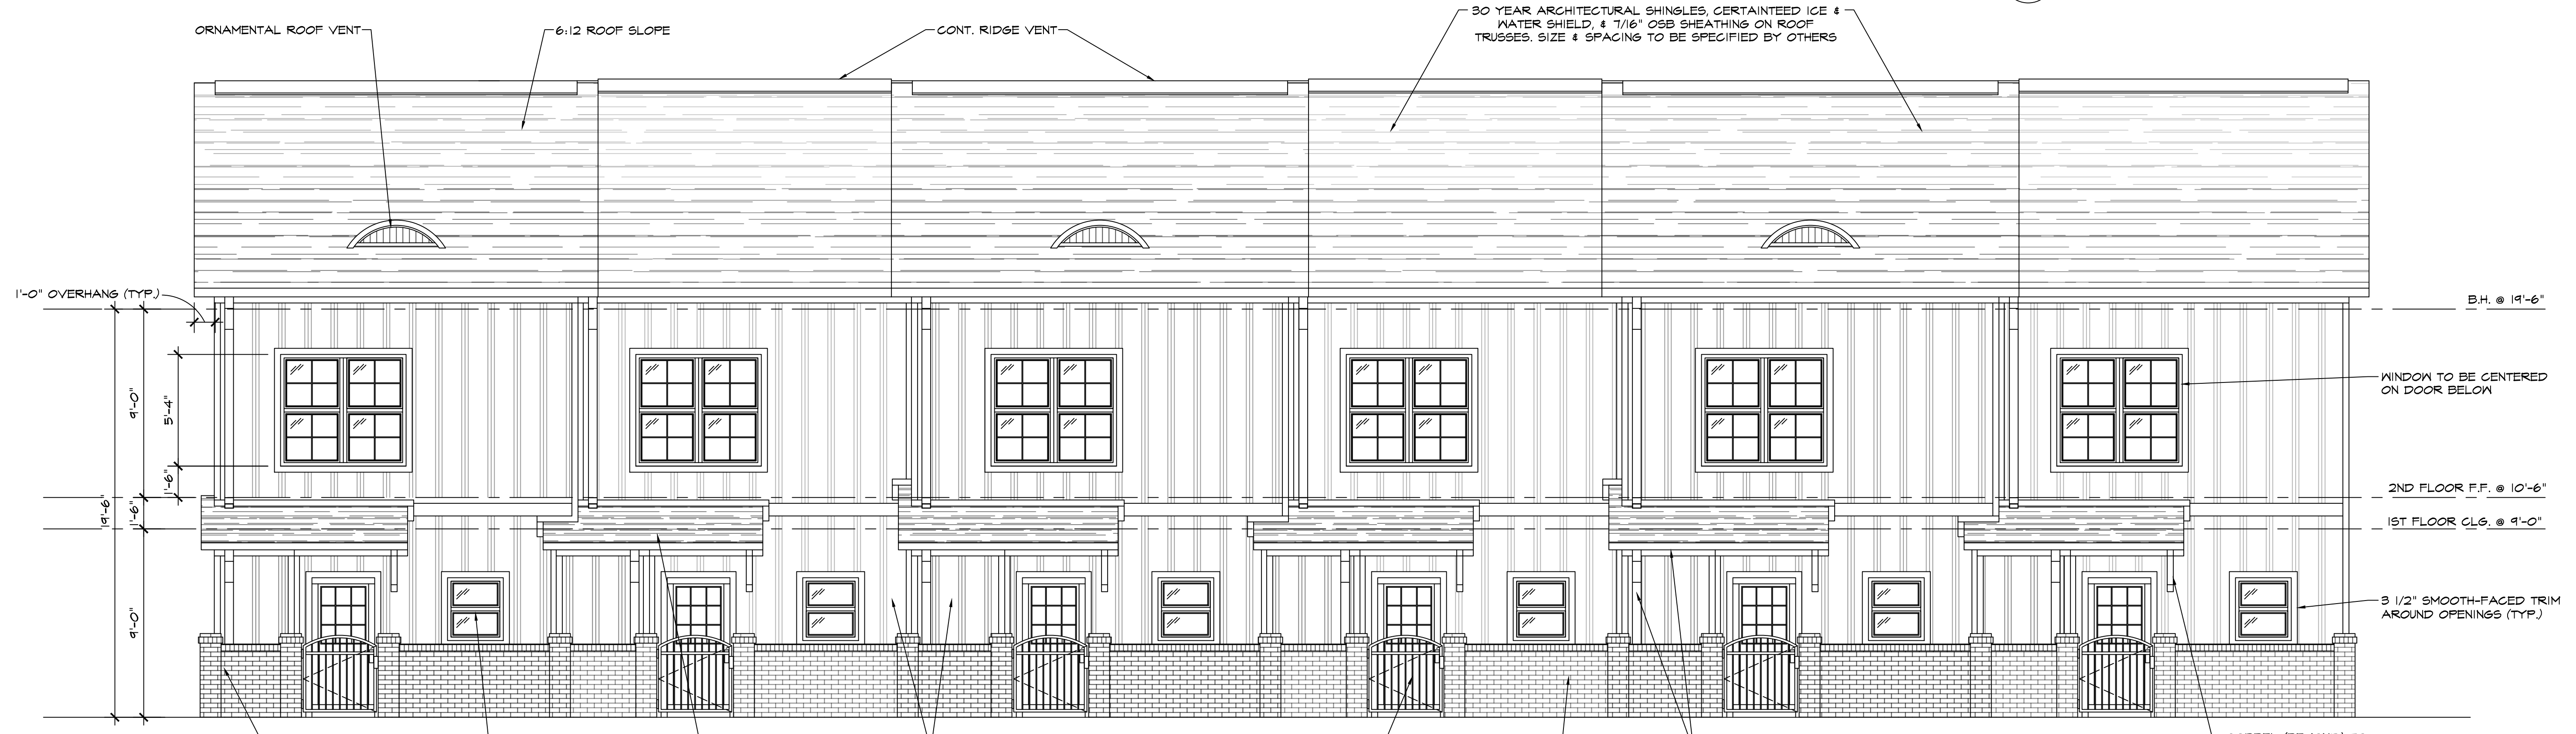 ORNAMENTAL ROOF VENT
6:12 ROOF SLOPE
CONT. RIDGE VENT
30 YEAR ARCHITECTURAL SHINGLES, CERTAINTEED ICE &
WATER SHIELD, & 7/16" OSB SHEATHING ON ROOF
TRUSSES. SIZE & SPACING TO BE SPECIFIED BY OTHERS
1'-0" OVERHANG (TYP.)
B.H. @ 19'-6"
9'-0"
5'-4"
WINDOW TO BE CENTERED
ON DOOR BELOW
1'-6"
2ND FLOOR F.F. @ 10'-6"
19'-6"
1'-6"
1ST FLOOR CLG. @ 9'-0"
9'-0"
3 1/2" SMOOTH-FACED TRIM
AROUND OPENINGS (TYP.)